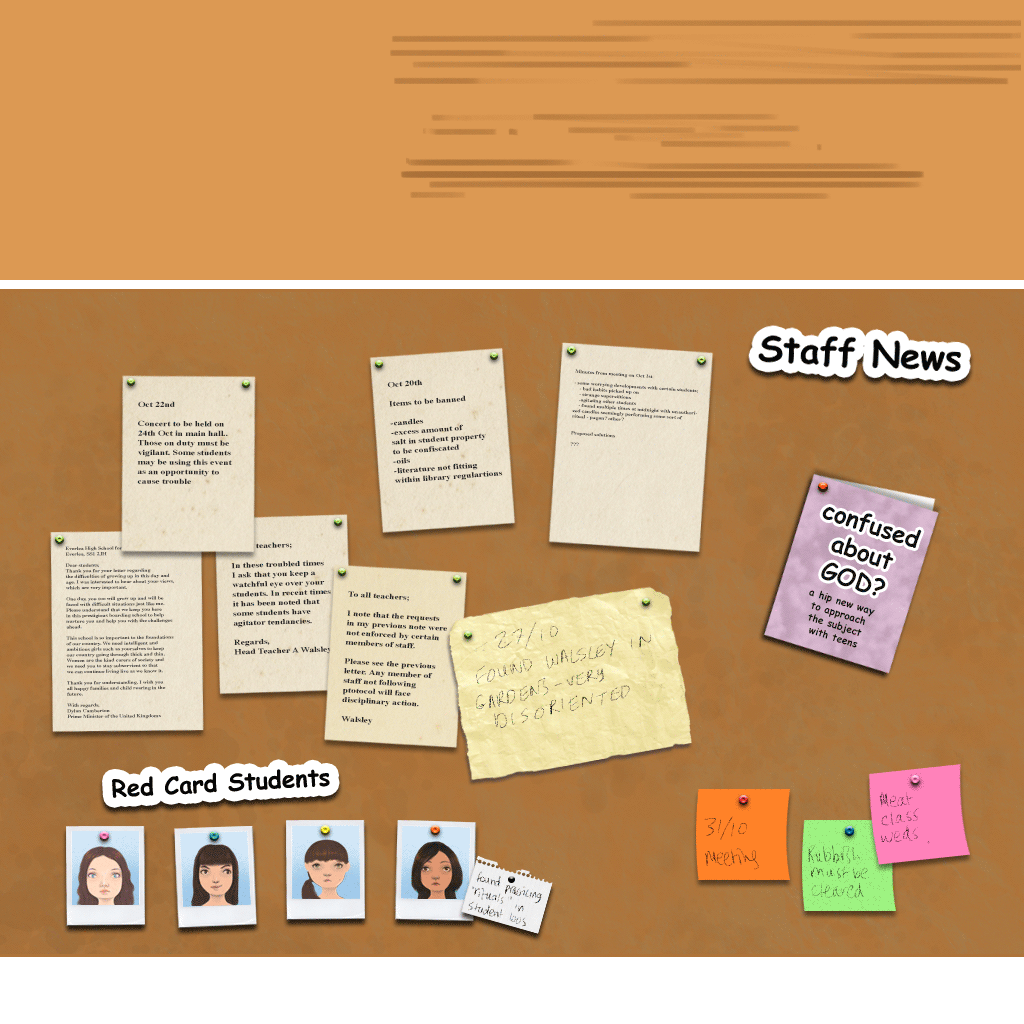 Staff News
Oct 20th
Items to be banned
-candles
-excess amount of
salt in student property
to be confiscated
-oils
-literature not fitting
within library regulartions
Minutes from meeting on Oct 1st
-some worrying developments with certain students;
- bad habits picked up on
- strange superstitions
-agitating other students
- found multiple times at midnight with unauthori-
sed candles seemingly performing some sort of
ritual - pagan? other?
Proposed solutions
???
Oct 22nd
Concert to be held on
24th Oct in main hall..
Those on duty must be
vigilant. Some students
may be using this event
as an opportunity to
cause trouble
confused
about
GOD?
a hip new way
to approach
the subject
with teens
Everlea High School for
Everlea, SS1 2JH
Dear students,
Thank you for your letter regarding
the difficulties of growing up in this day and
age. I was interested to hear about your views,
which are very important.
One day, you too will grow up and will be
faced with difficult situations just like me.
Please understand that we keep you here
in this prestigious boarding school to help
nurture you and help you with the challenges
ahead.
This school is so important to the foundations
of our country. We need intelligent and
ambitious girls such as yourselves to keep
our country going through thick and thin.
Women are the kind carers of society and
we need you to stay subservient so that
we can continue living live as we know it.
Thank you for understanding. I wish you
all happy families and child rearing in the
future.
With regards,
Dylan Camberton
Prime Minister of the United Kingdoms
teachers;
In these troubled times
I ask that you keep a
watchful eye over your
students. In recent times
it has been noted that
some students have
agitator tendancies.
Regards,
Head Teacher A Walsley
To all teachers;
I note that the requests
in my previous note were
not enforced by certain
members of staff.
Please see the previous
letter. Any member of
staff not following
ptotocol will face
disciplinary action.
Walsley
27/10
FOUND WALSLEY IN
GARDENS - VERY
DISORIENTED
Red Card Students
found practicing
"rituals" in
student loos
31/10
Meeting
Rubbish
must be
cleared
Meat
class
weds.